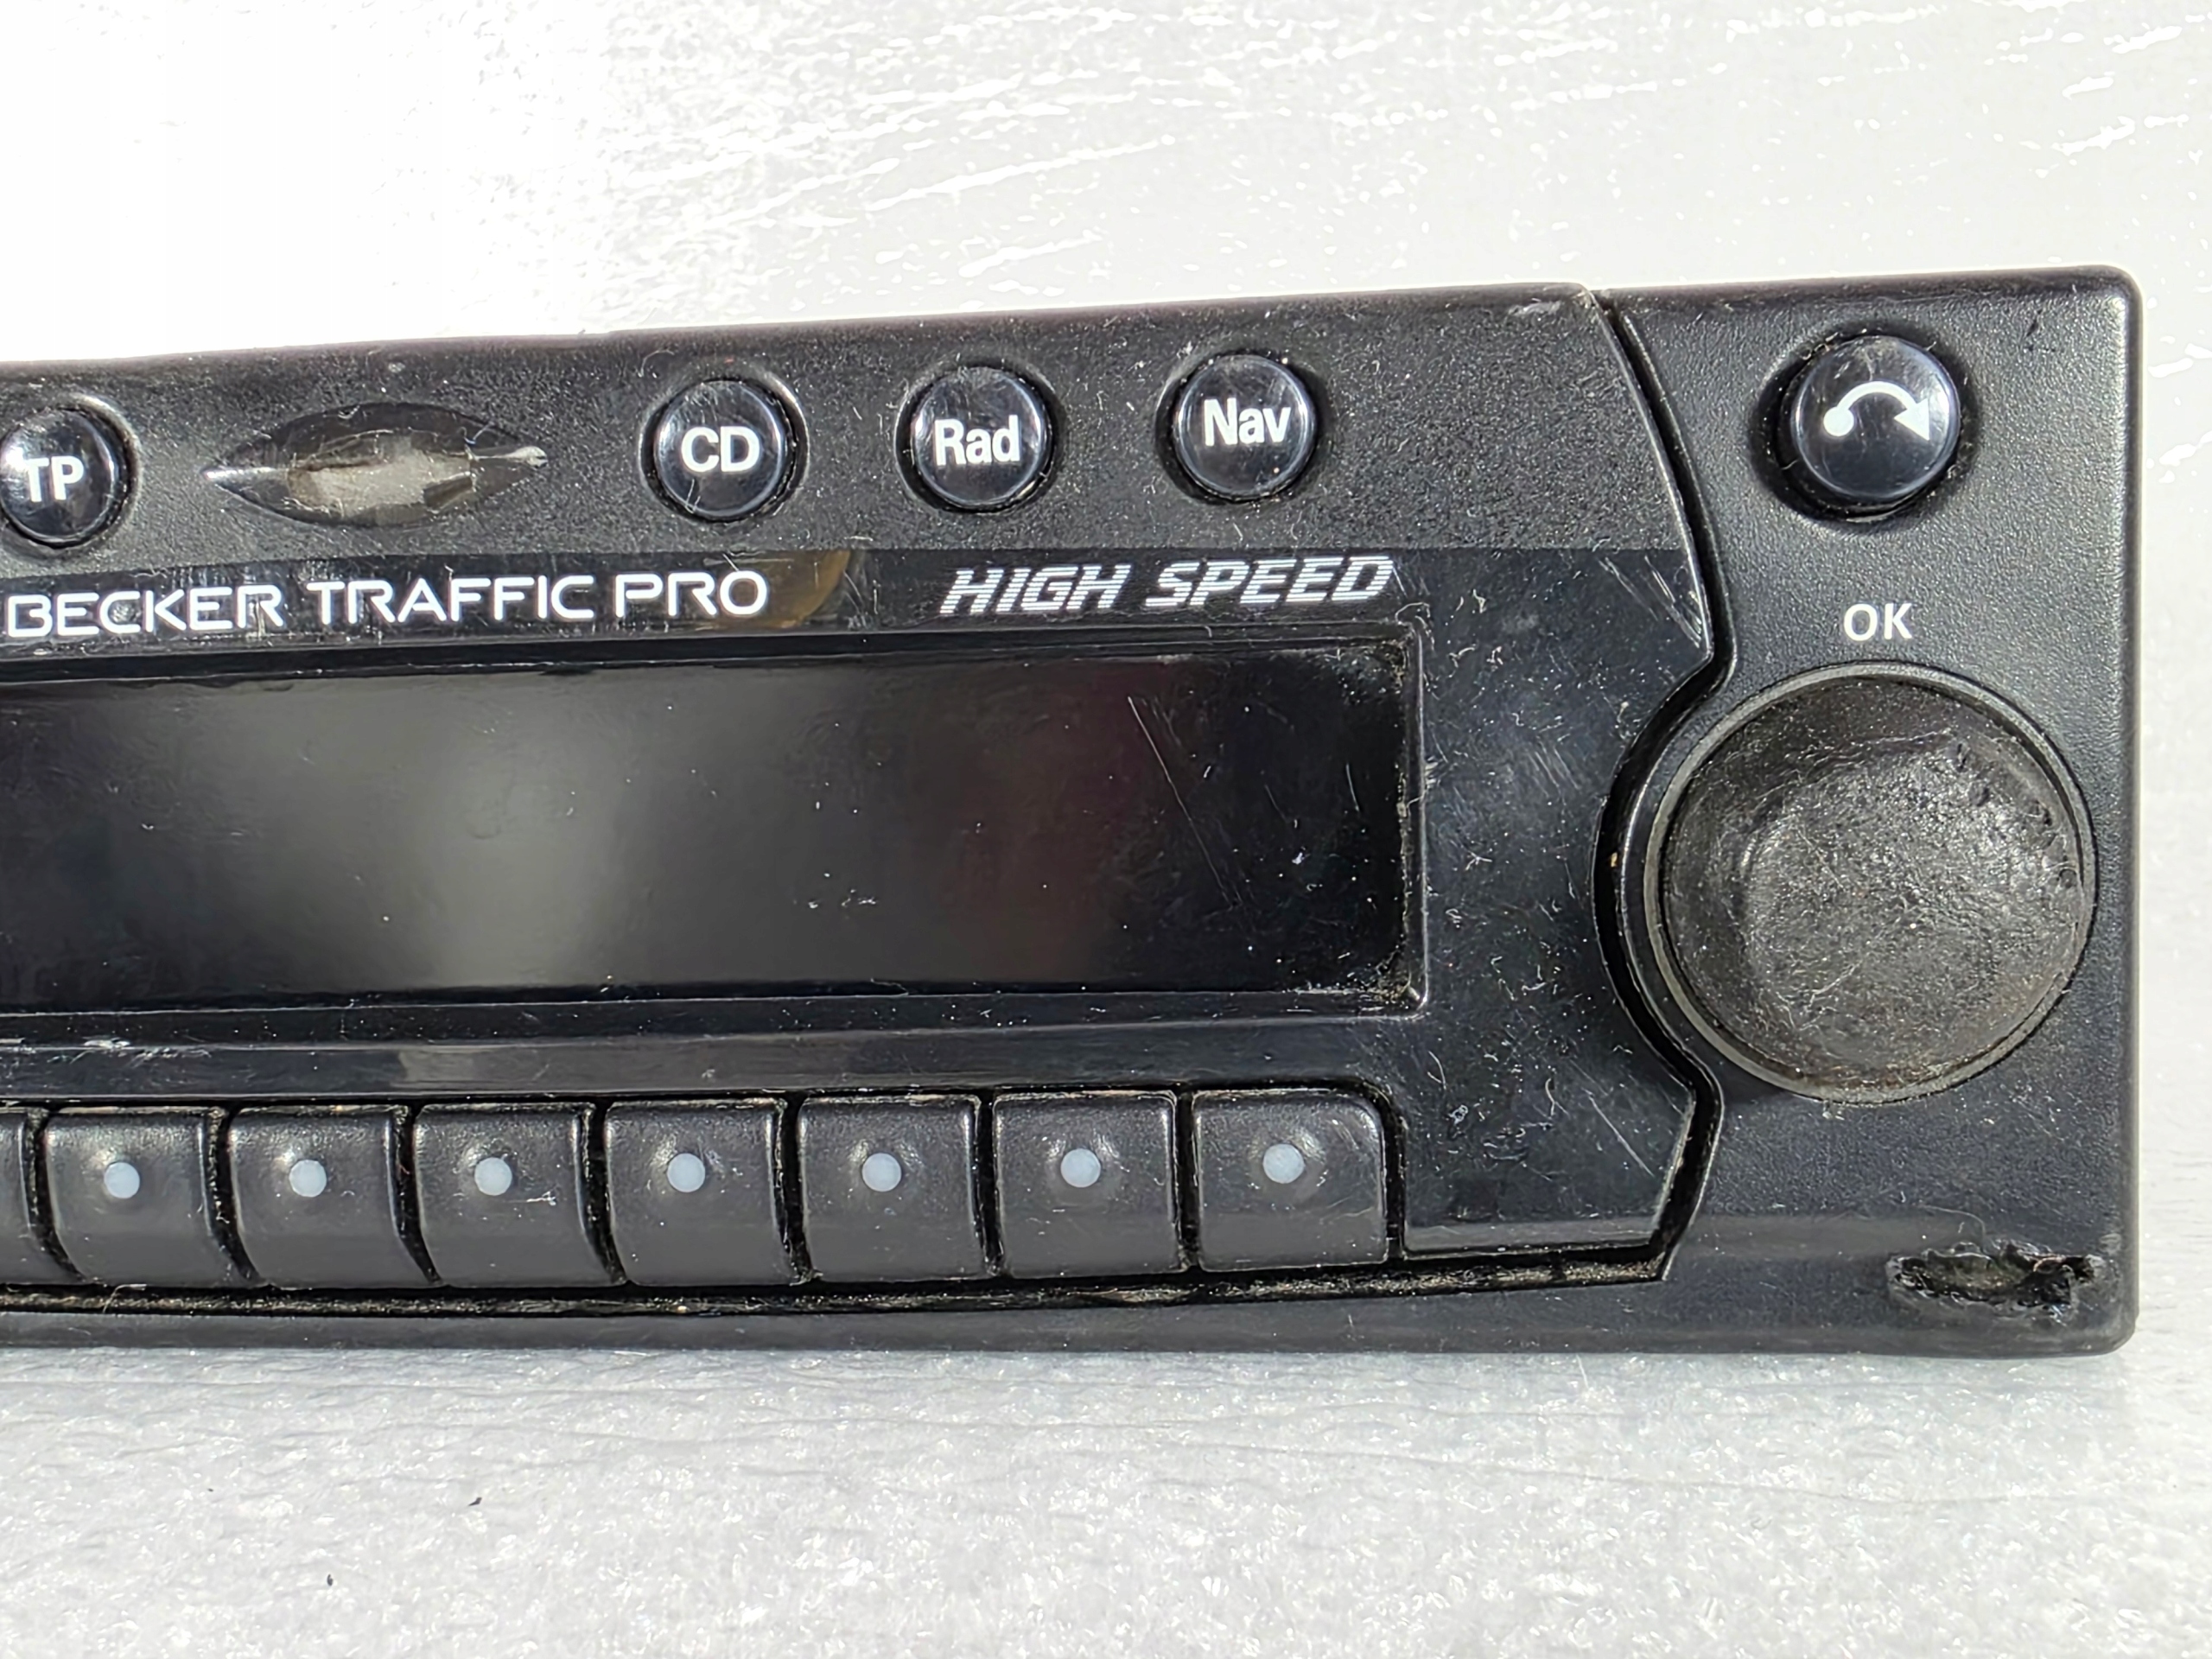 TP CD Rad Nav
BECKER TRAFFIC PRO HIGH SPEED
OK